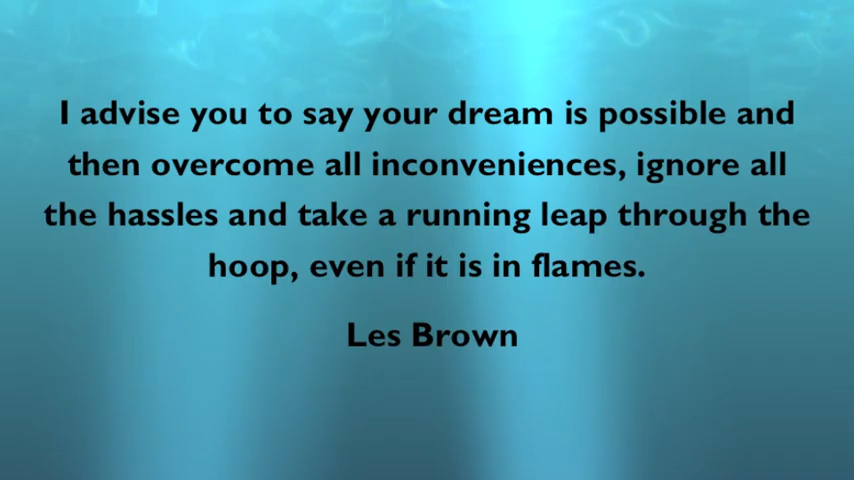 I advise you to say your dream is possible and
then overcome all inconveniences, ignore all
the hassles and take a running leap through the
hoop, even if it is in flames.
Les Brown